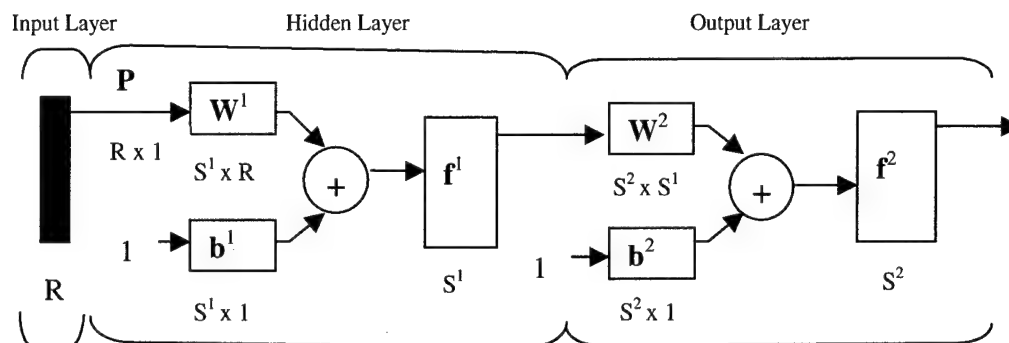 Input Layer Hidden Layer Output Layer
P
W¹ W²
R x 1 S¹ x R f¹ S² x S¹ f²
+ +
1 b¹ 1 b²
R S¹ x 1 S¹ S² x 1 S²